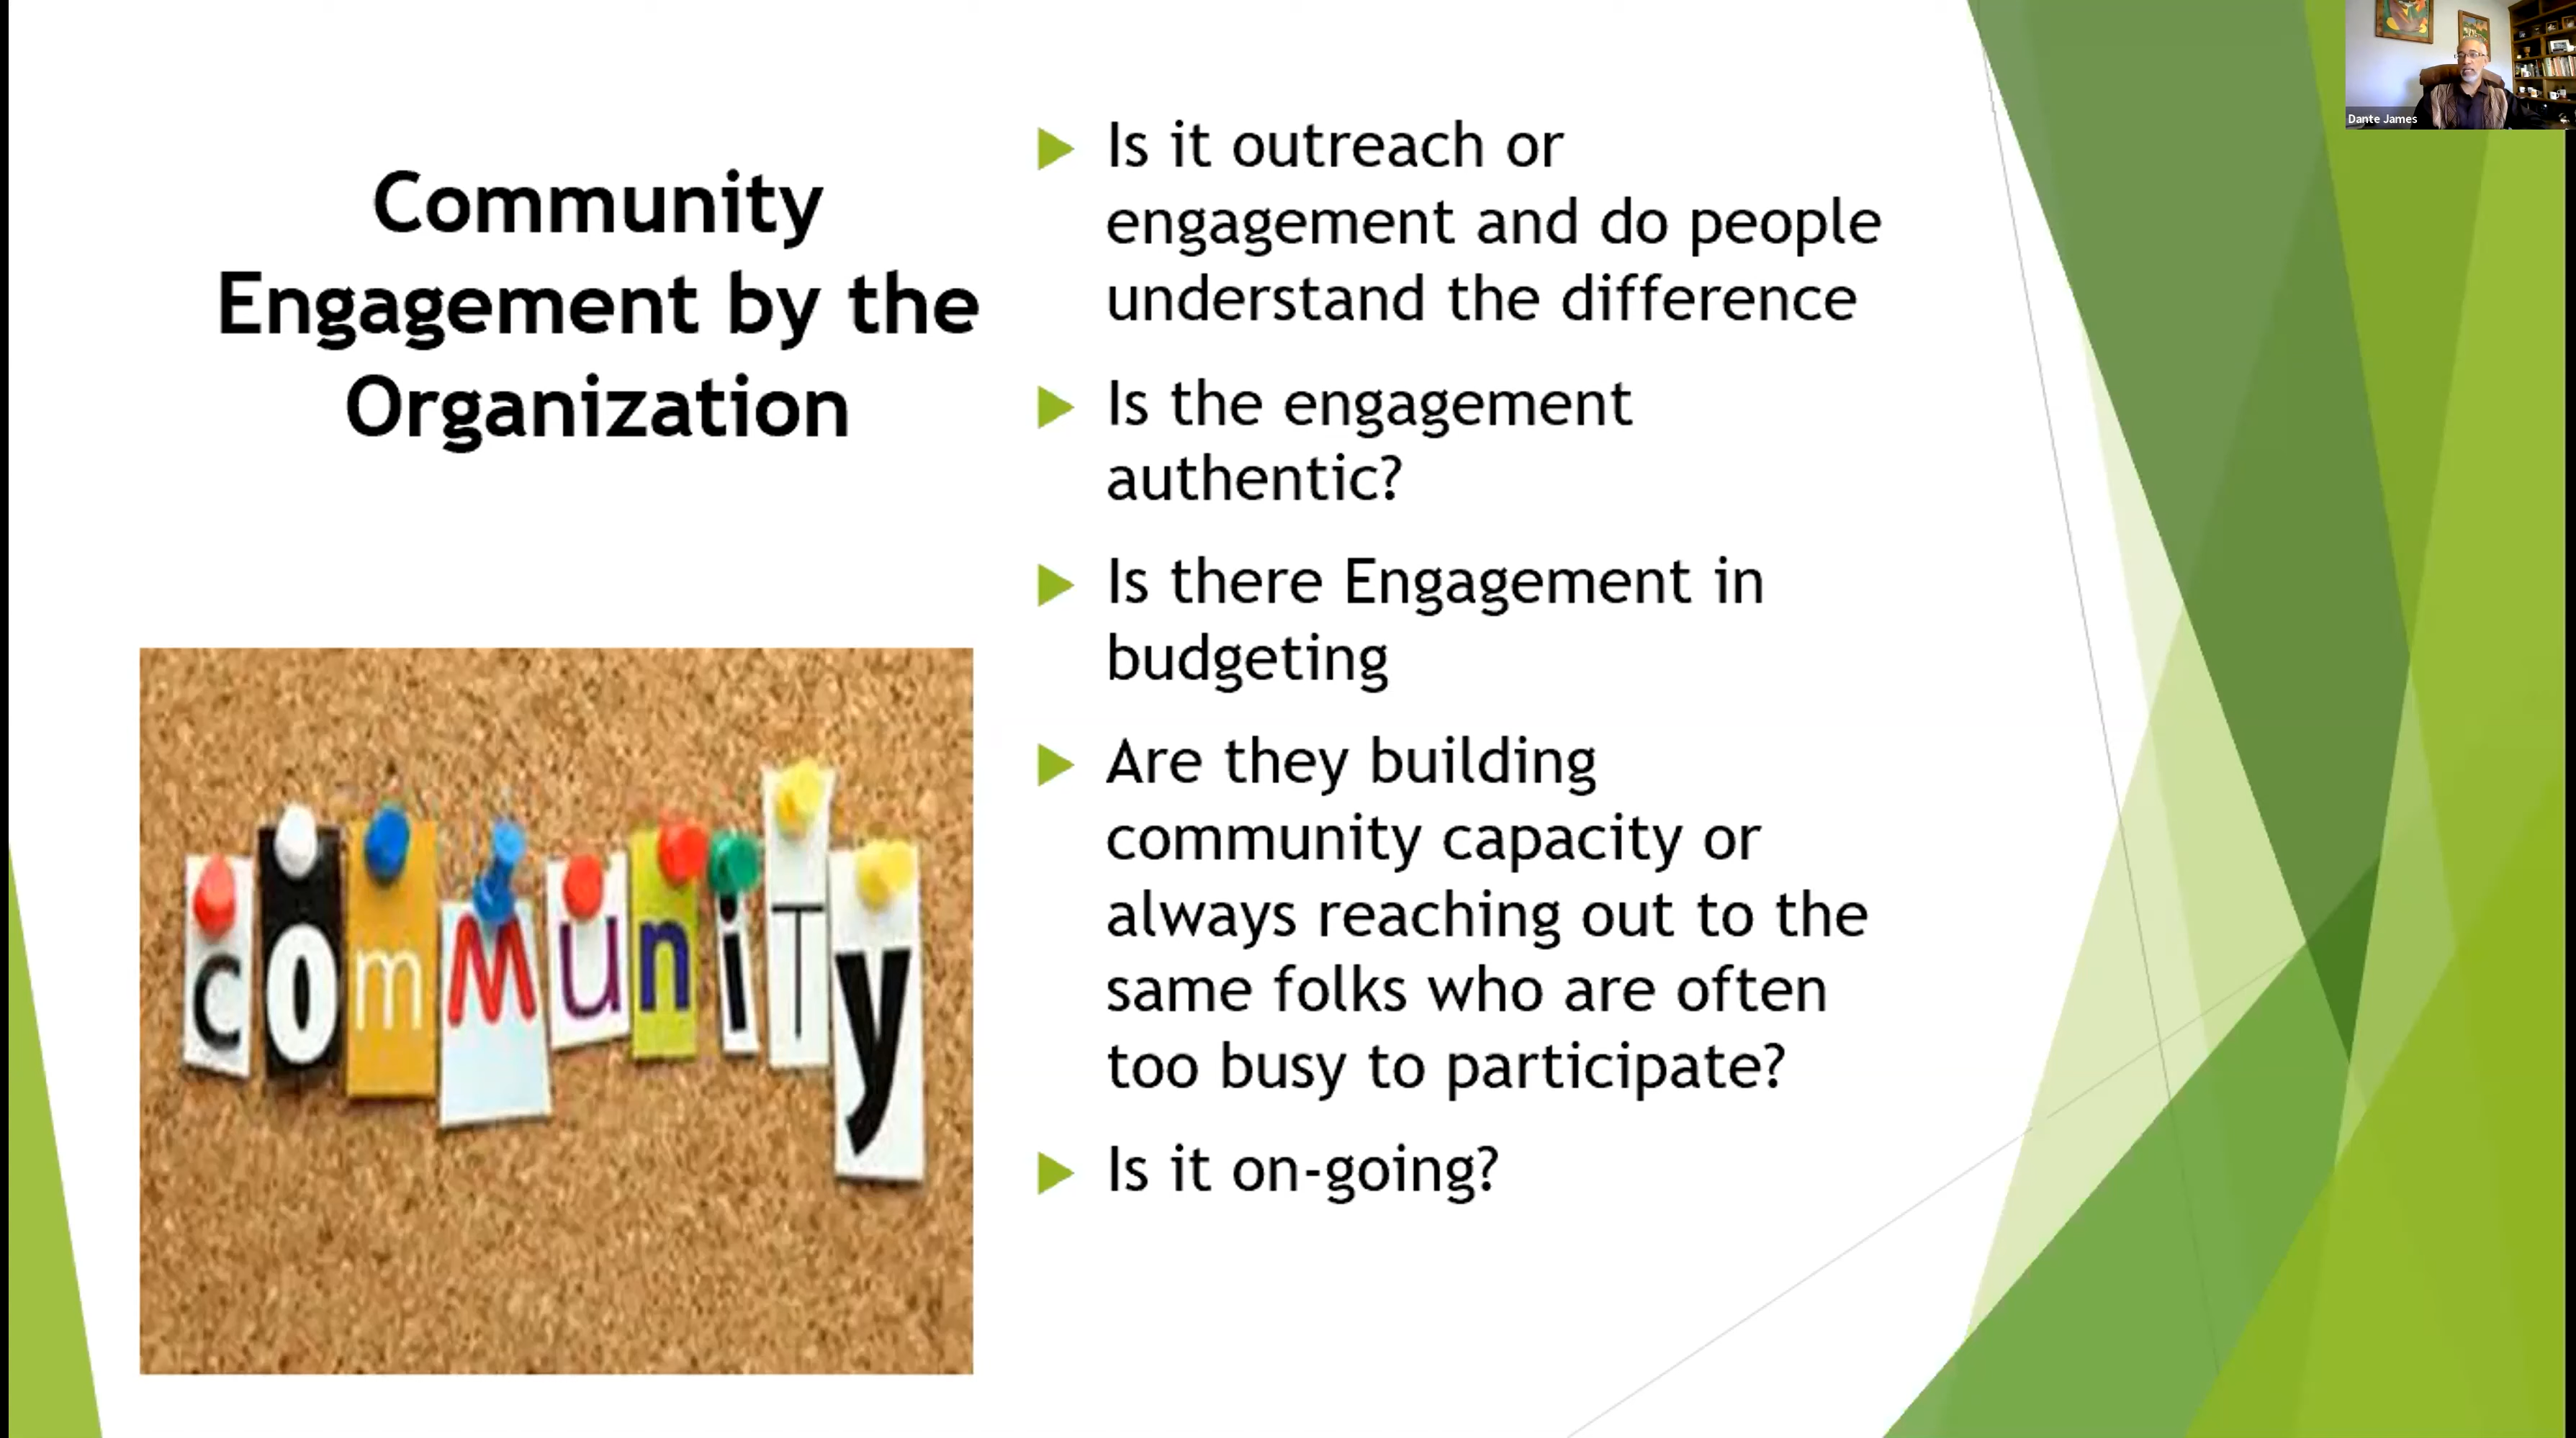 Community
Engagement by the
Organization
Is it outreach or
engagement and do people
understand the difference
Is the engagement
authentic?
Is there Engagement in
budgeting
Are they building
community capacity or
always reaching out to the
same folks who are often
too busy to participate?
Is it on-going?
comMuniTy
Dante James